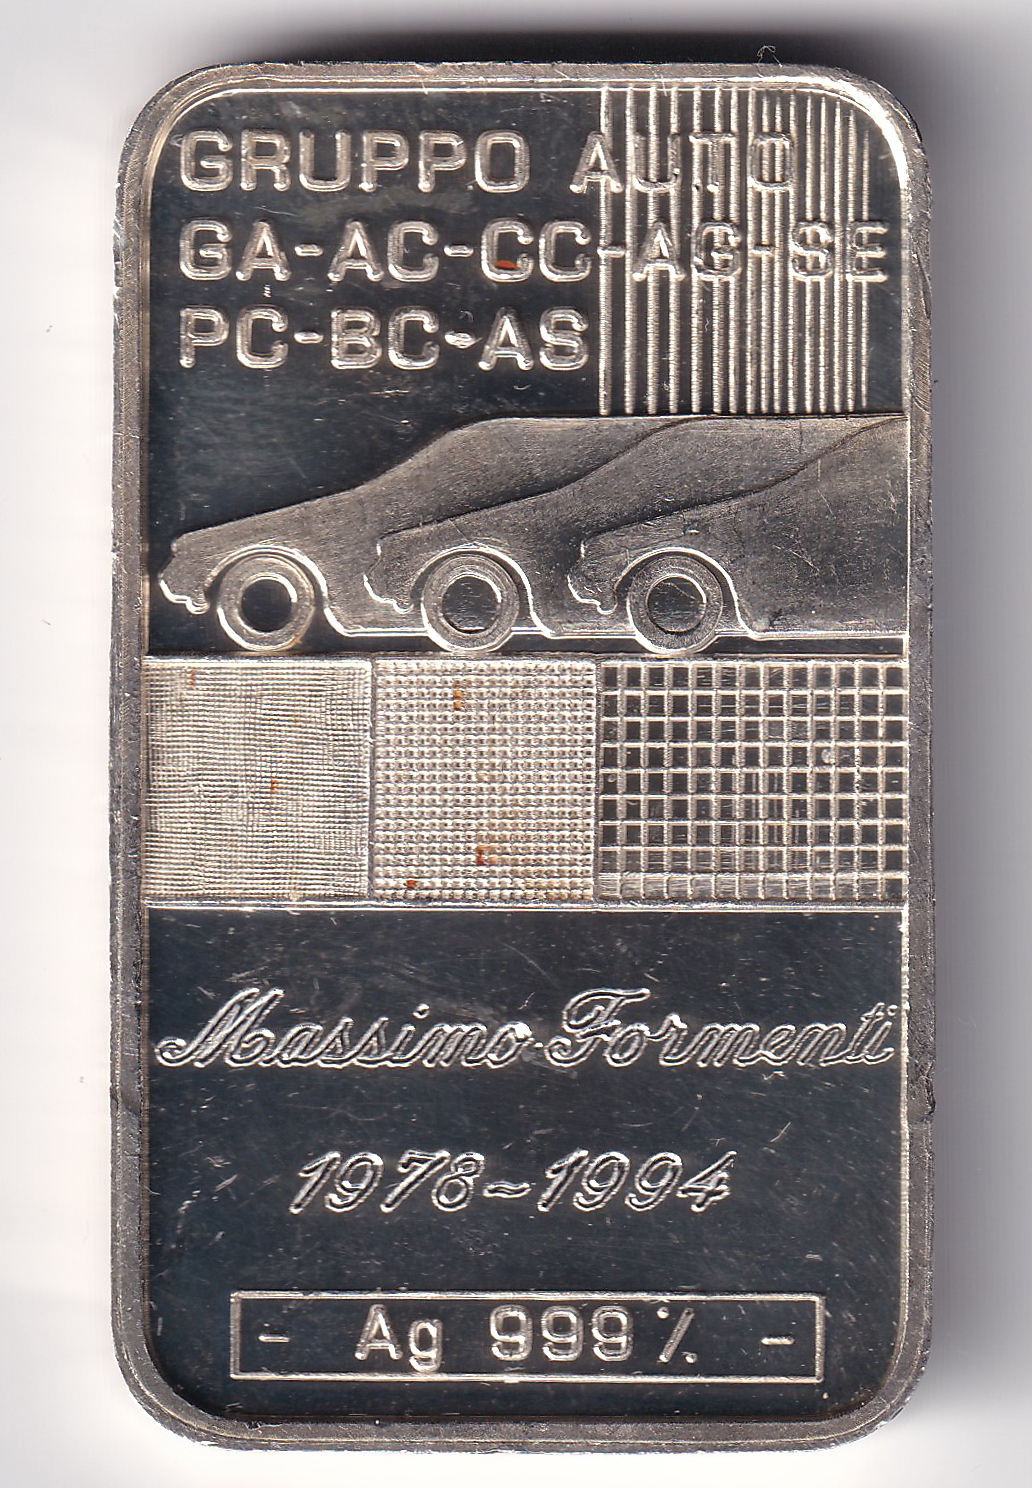 GRUPPO AUTO
GA-AC-CC-AG-SE
PC-BC-AS
Massimo Formenti
1978-1994
- Ag 999 % -